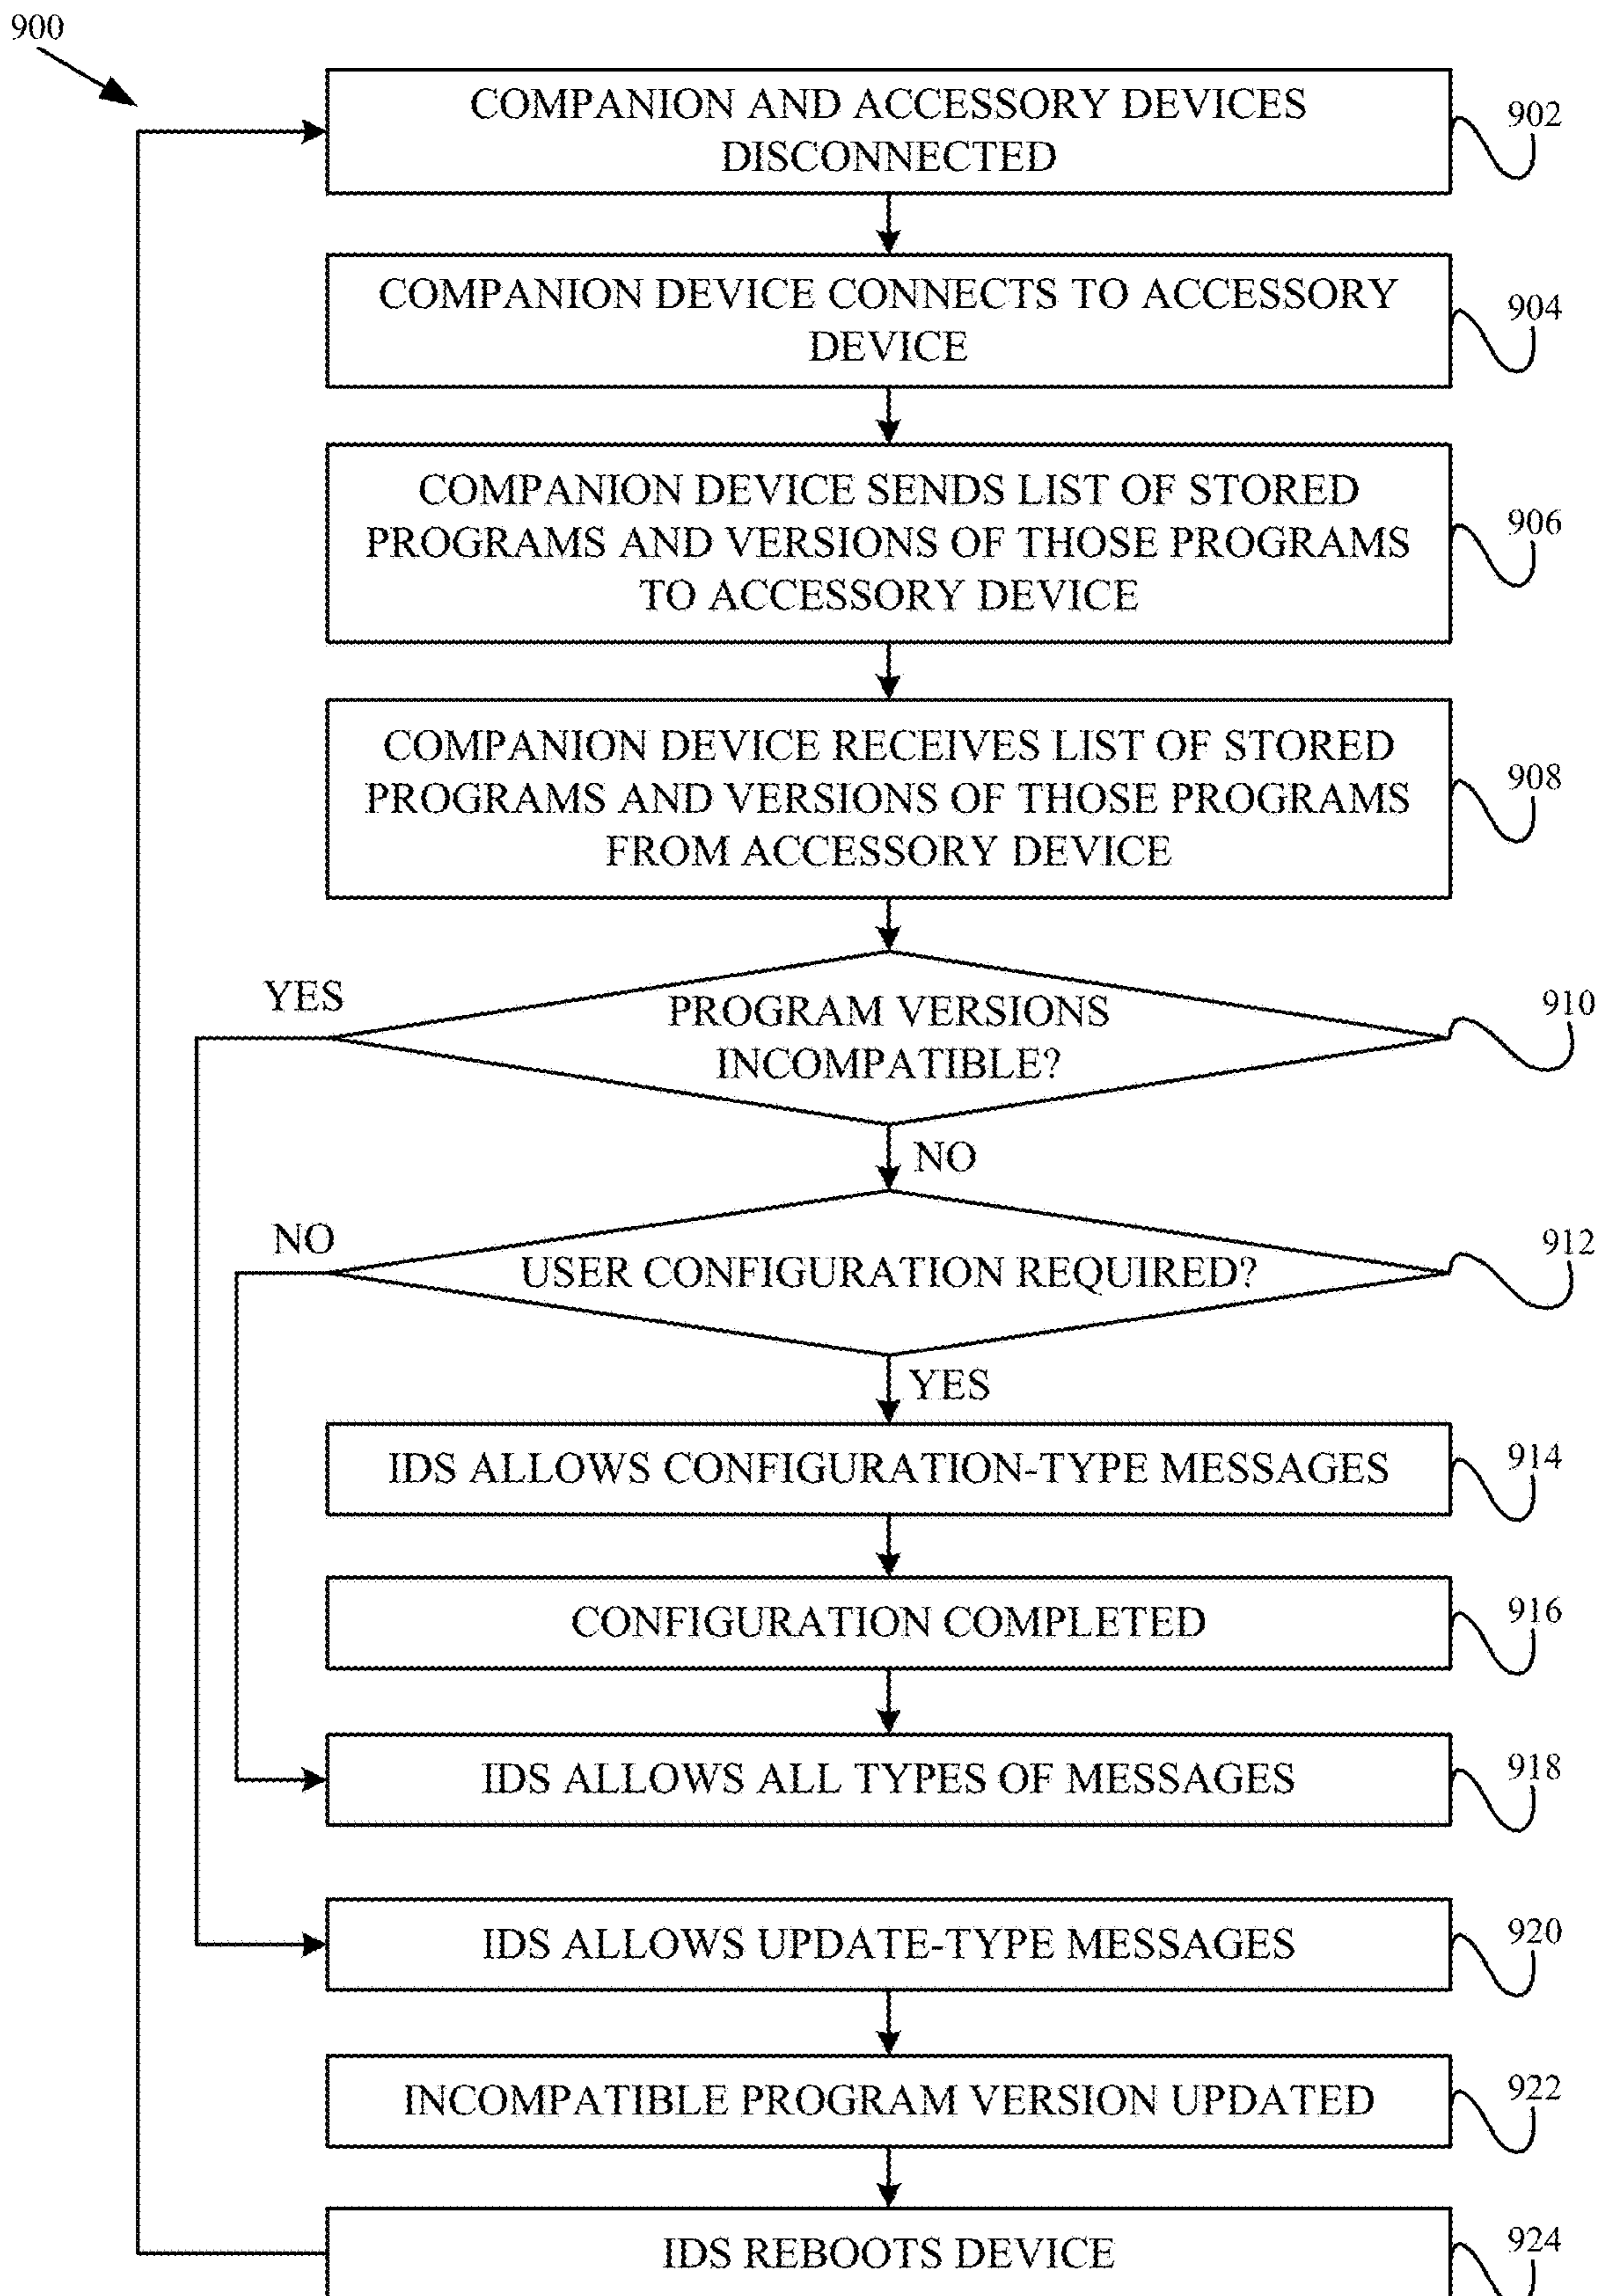 900
COMPANION AND ACCESSORY DEVICES
DISCONNECTED
902
COMPANION DEVICE CONNECTS TO ACCESSORY
DEVICE
904
COMPANION DEVICE SENDS LIST OF STORED
PROGRAMS AND VERSIONS OF THOSE PROGRAMS
TO ACCESSORY DEVICE
906
COMPANION DEVICE RECEIVES LIST OF STORED
PROGRAMS AND VERSIONS OF THOSE PROGRAMS
FROM ACCESSORY DEVICE
908
YES
PROGRAM VERSIONS
INCOMPATIBLE?
910
NO
NO
USER CONFIGURATION REQUIRED?
912
YES
IDS ALLOWS CONFIGURATION-TYPE MESSAGES
914
CONFIGURATION COMPLETED
916
IDS ALLOWS ALL TYPES OF MESSAGES
918
IDS ALLOWS UPDATE-TYPE MESSAGES
920
INCOMPATIBLE PROGRAM VERSION UPDATED
922
IDS REBOOTS DEVICE
924